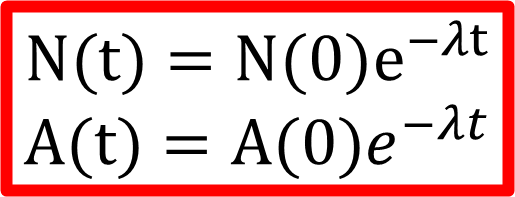 N(t) = N(0)e^{−λt}
A(t) = A(0)e^{−λt}